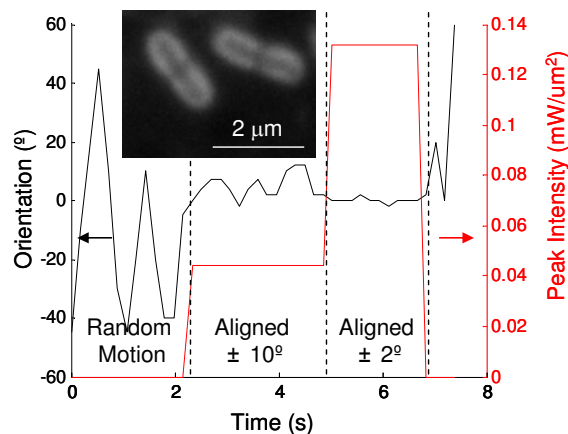 60
40
20
0
-20
-40
-60
Orientation (º)
0
2
4
6
8
Time (s)
0.14
0.12
0.1
0.08
0.06
0.04
0.02
0
Peak Intensity (mW/um²)
2 μm
Random
Motion
Aligned
± 10º
Aligned
± 2º